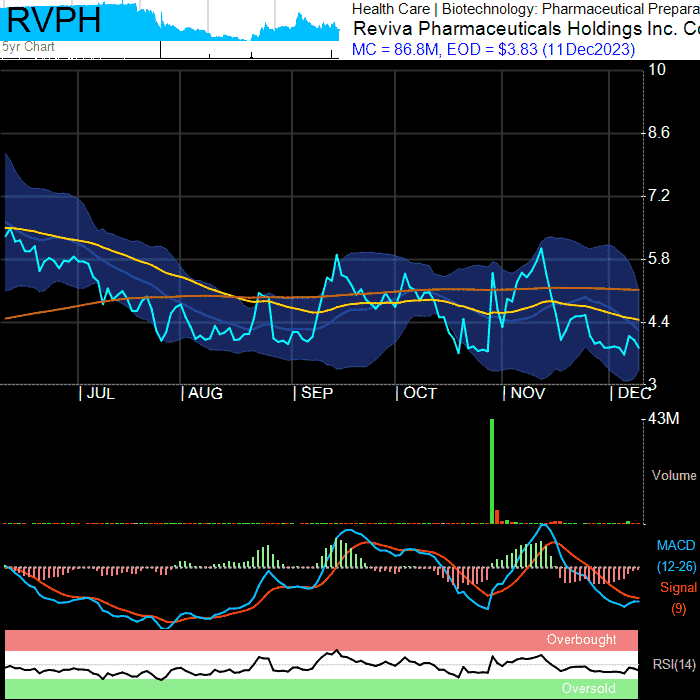 RVPH
5yr Chart
Health Care | Biotechnology: Pharmaceutical Prepara
Reviva Pharmaceuticals Holdings Inc. Co
MC = 86.8M, EOD = $3.83 (11Dec2023)
10
8.6
7.2
5.8
4.4
3
| JUL | AUG | SEP | OCT | NOV | DEC
43M
Volume
MACD
(12-26)
Signal
(9)
Overbought
RSI(14)
Oversold